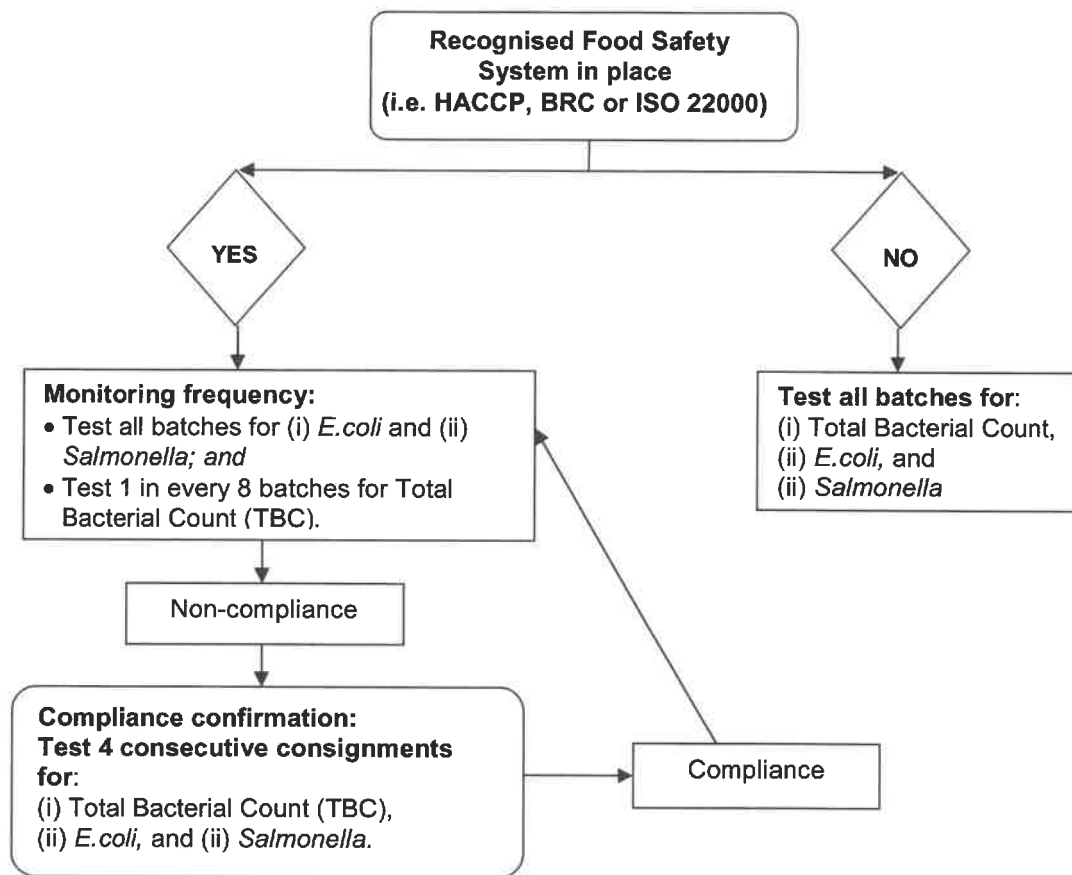 Recognised Food Safety
System in place
(i.e. HACCP, BRC or ISO 22000)
YES
NO
Monitoring frequency:
• Test all batches for (i) E.coli and (ii)
Salmonella; and
• Test 1 in every 8 batches for Total
Bacterial Count (TBC).
Test all batches for:
(i) Total Bacterial Count,
(ii) E.coli, and
(ii) Salmonella
Non-compliance
Compliance confirmation:
Test 4 consecutive consignments
for:
(i) Total Bacterial Count (TBC),
(ii) E.coli, and (ii) Salmonella.
Compliance